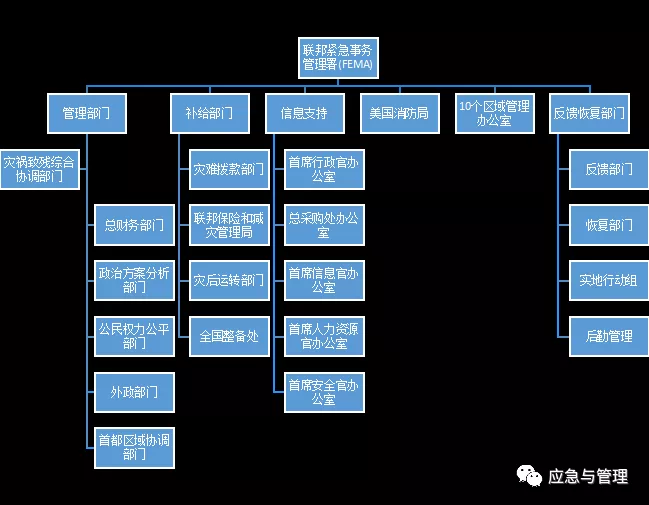 联邦紧急事务
管理署(FEMA)
管理部门
补给部门
信息支持
美国消防局
10个区域管理
办公室
反馈恢复部门
灾祸致残综合
协调部门
灾难拨款部门
首席行政官办
公室
反馈部门
总财务部门
联邦保险和减
灾管理局
总采购处办公
室
恢复部门
政治方案分析
部门
灾后运转部门
首席信息官办
公室
实地行动组
公民权力公平
部门
全国整备处
首席人力资源
官办公室
后勤管理
外政部门
首席安全官办
公室
首都区域协调
部门
应急与管理